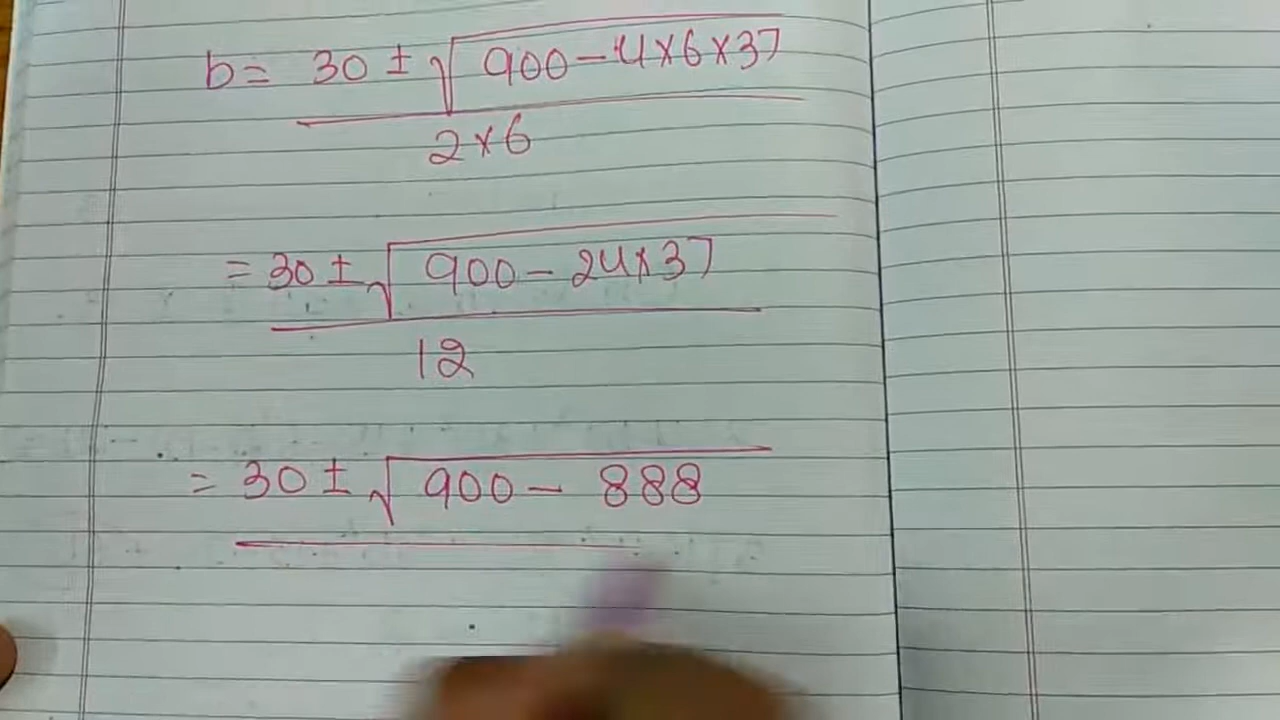 b = 30 ± √900 - 4×6×37
2×6
= 30 ± √900 - 24×37
12
= 30 ± √900 - 888